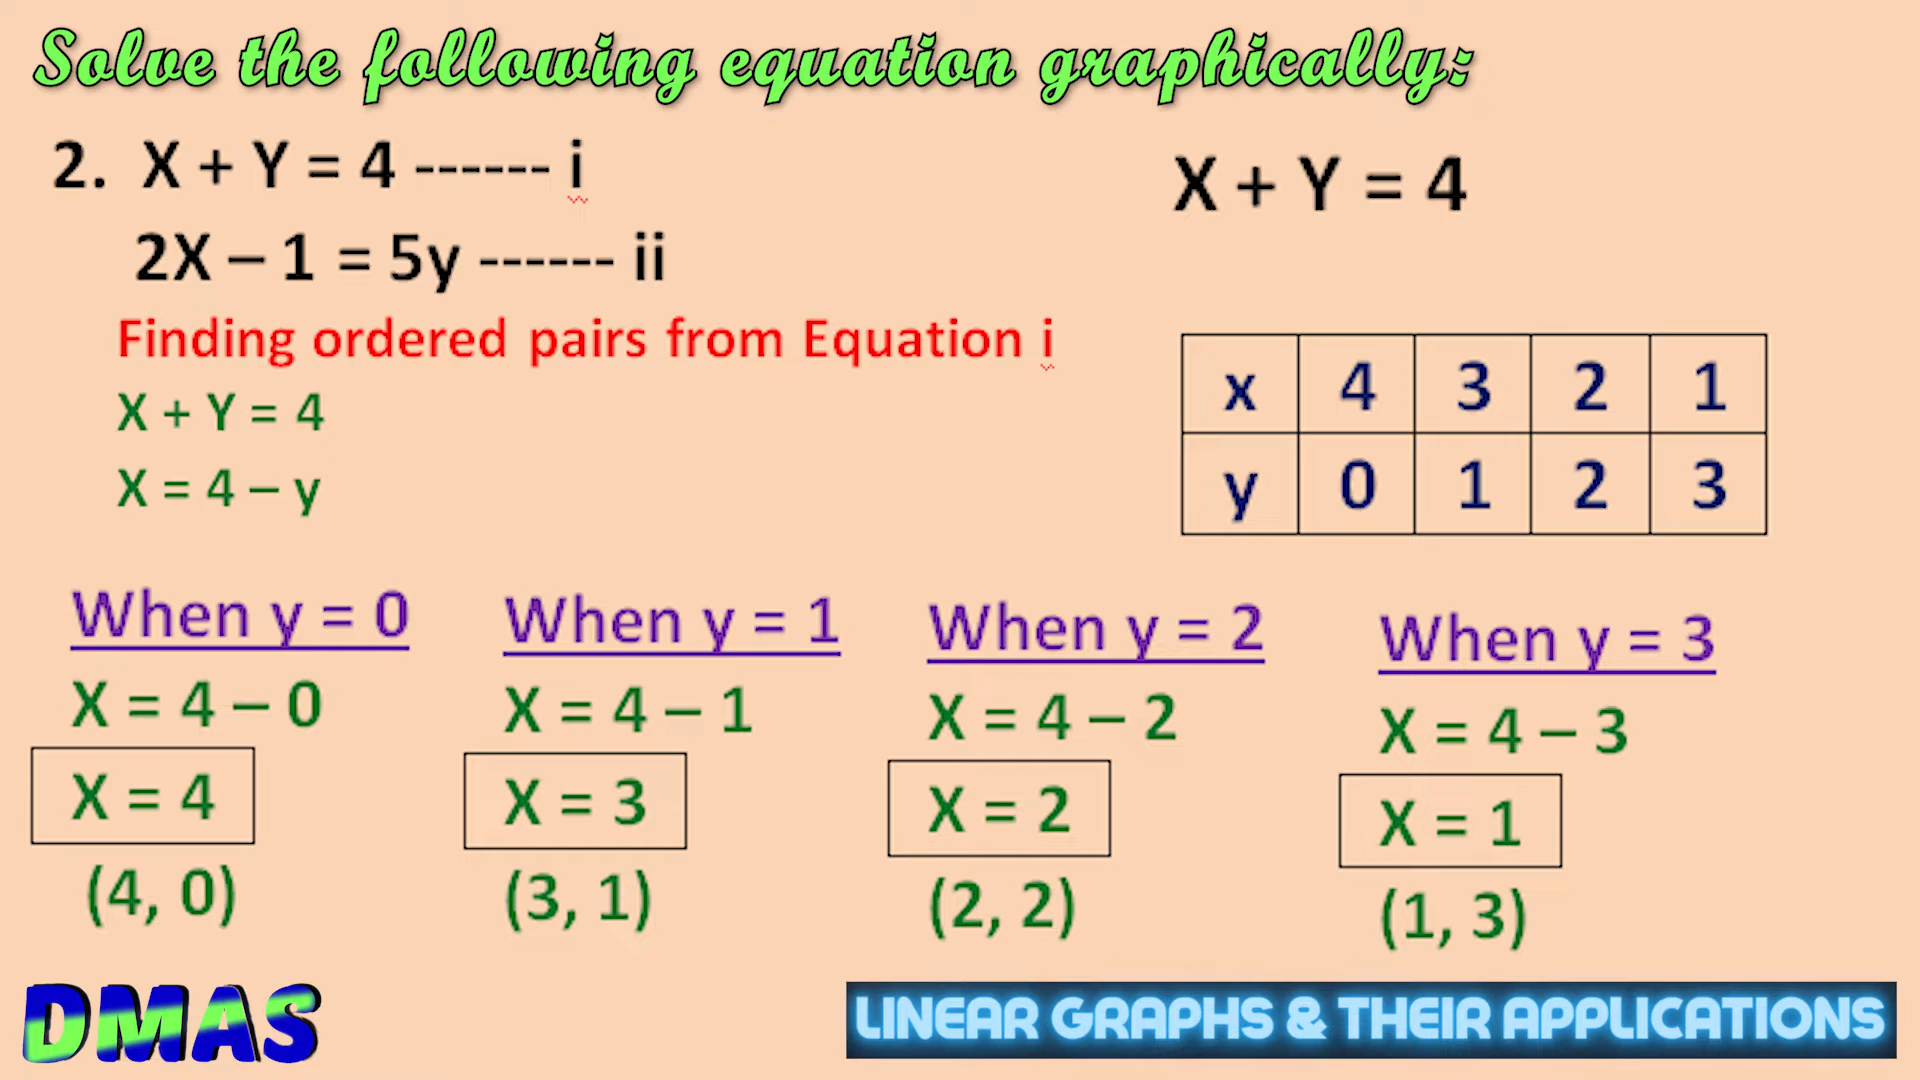 Solve the following equation graphically:
2. X + Y = 4 ------ i
2X – 1 = 5y ------ ii
Finding ordered pairs from Equation i
X + Y = 4
X = 4 – y
X + Y = 4
x 4 3 2 1
y 0 1 2 3
When y = 0
X = 4 – 0
X = 4
(4, 0)
When y = 1
X = 4 – 1
X = 3
(3, 1)
When y = 2
X = 4 – 2
X = 2
(2, 2)
When y = 3
X = 4 – 3
X = 1
(1, 3)
DMAS
LINEAR GRAPHS & THEIR APPLICATIONS